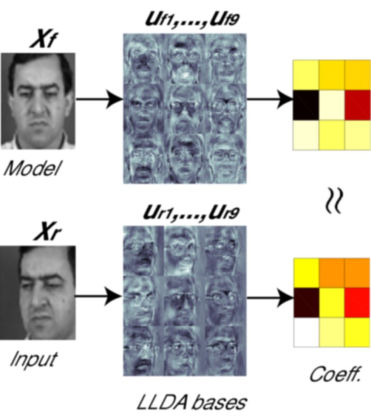 Xf
uf1,...,uf9
Model
≈
Xr
ur1,...,ur9
Input
Coeff.
LLDA bases